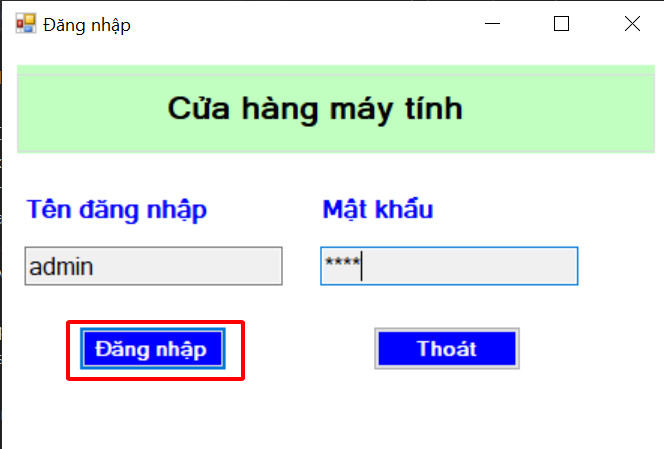 Đăng nhập
Cửa hàng máy tính
Tên đăng nhập Mật khẩu
admin ****
Đăng nhập Thoát